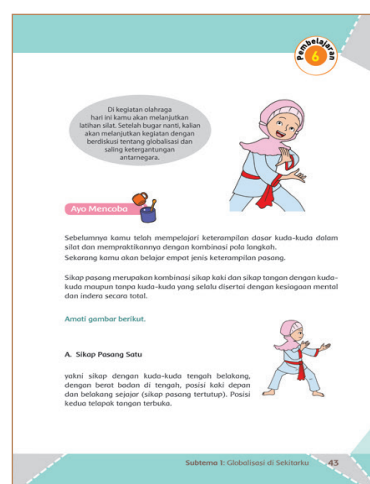 Pembelajaran
6
Di kegiatan olahraga
hari ini kamu akan melanjutkan
latihan silat. Setelah bugar nanti, kalian
akan melanjutkan kegiatan dengan
berdiskusi tentang globalisasi dan
saling ketergantungan
antarnegara.
Ayo Mencoba
Sebelumnya kamu telah mempelajari keterampilan dasar kuda-kuda dalam
silat dan mempraktikannya dengan kombinasi pola langkah.
Sekarang kamu akan belajar empat jenis keterampilan pasang.
Sikap pasang merupakan kombinasi sikap kaki dan sikap tangan dengan kuda-
kuda maupun tanpa kuda-kuda yang selalu disertai dengan kesiagaan mental
dan indera secara total.
Amati gambar berikut.
A. Sikap Pasang Satu
yakni sikap dengan kuda-kuda tengah belakang,
dengan berat badan di tengah, posisi kaki depan
dan belakang sejajar (sikap pasang tertutup). Posisi
kedua telapak tangan terbuka.
Subtema 1: Globalisasi di Sekitarku 43